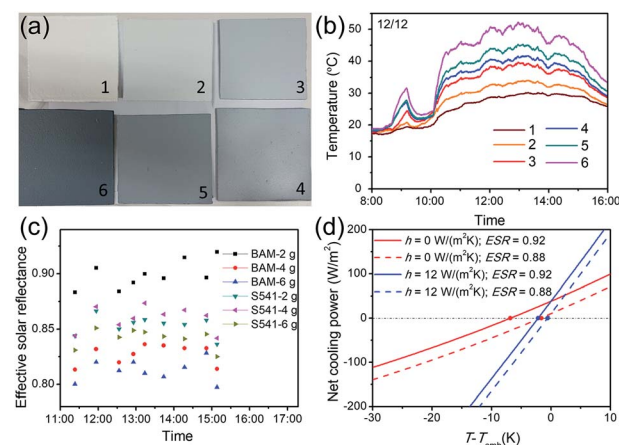 (a)
1
2
3
6
5
4
(b)
12/12
Temperature (°C)
50
40
30
20
10
1
2
3
4
5
6
8:00
10:00
12:00
14:00
16:00
Time
(c)
Effective solar reflectance
0.90
0.85
0.80
BAM-2 g
BAM-4 g
BAM-6 g
S541-2 g
S541-4 g
S541-6 g
11:00
12:00
13:00
14:00
15:00
16:00
17:00
Time
(d)
Net cooling power (W/m²)
200
100
0
-100
-200
h = 0 W/(m²K); ESR = 0.92
h = 0 W/(m²K); ESR = 0.88
h = 12 W/(m²K); ESR = 0.92
h = 12 W/(m²K); ESR = 0.88
-30
-20
-10
0
10
T-Tamb(K)